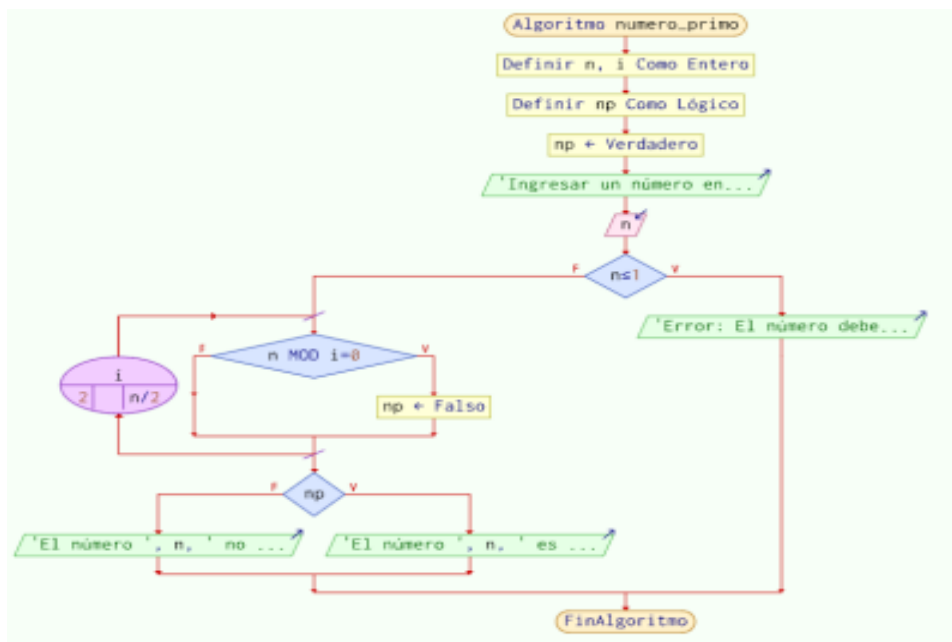 Algoritmo numero_primo
Definir n, i Como Entero
Definir np Como Lógico
np ← Verdadero
'Ingresar un número en...
n
n≤1
F
V
'Error: El número debe...
n MOD i=0
F
V
i
2
n/2
np ← Falso
np
F
V
'El número ', n, ' no ...
'El número ', n, ' es ...
FinAlgoritmo